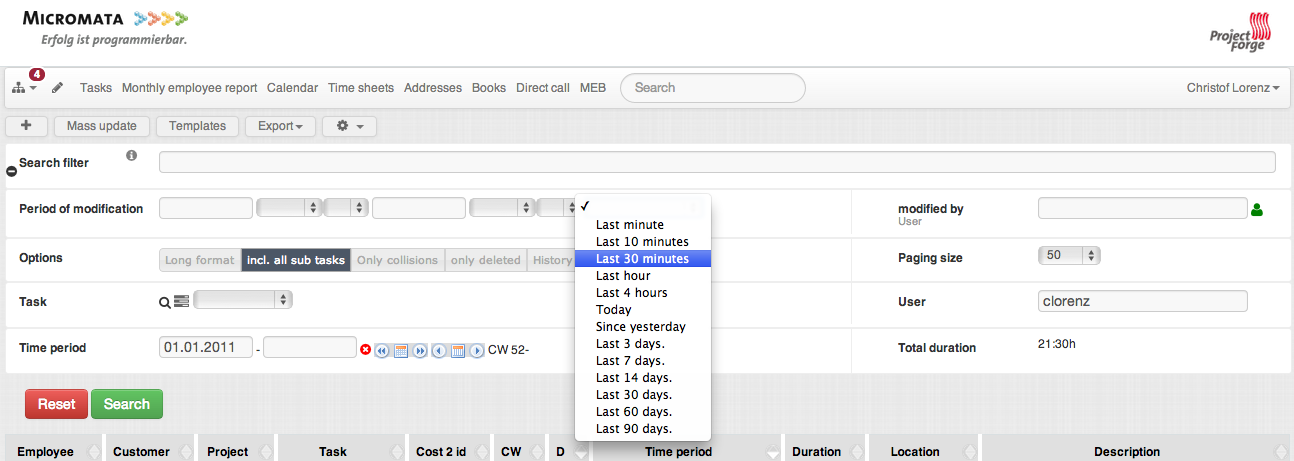 MICROMATA
Erfolg ist programmierbar.
Project Forge
4
Tasks Monthly employee report Calendar Time sheets Addresses Books Direct call MEB Search Christof Lorenz
+ Mass update Templates Export
Search filter
Period of modification modified by
User
Last minute
Last 10 minutes
Last 30 minutes
Last hour
Last 4 hours
Today
Since yesterday
Last 3 days.
Last 7 days.
Last 14 days.
Last 30 days.
Last 60 days.
Last 90 days.
Options Long format incl. all sub tasks Only collisions only deleted History Paging size 50
Task User clorenz
Time period 01.01.2011 - CW 52- Total duration 21:30h
Reset Search
Employee Customer Project Task Cost 2 id CW D Time period Duration Location Description